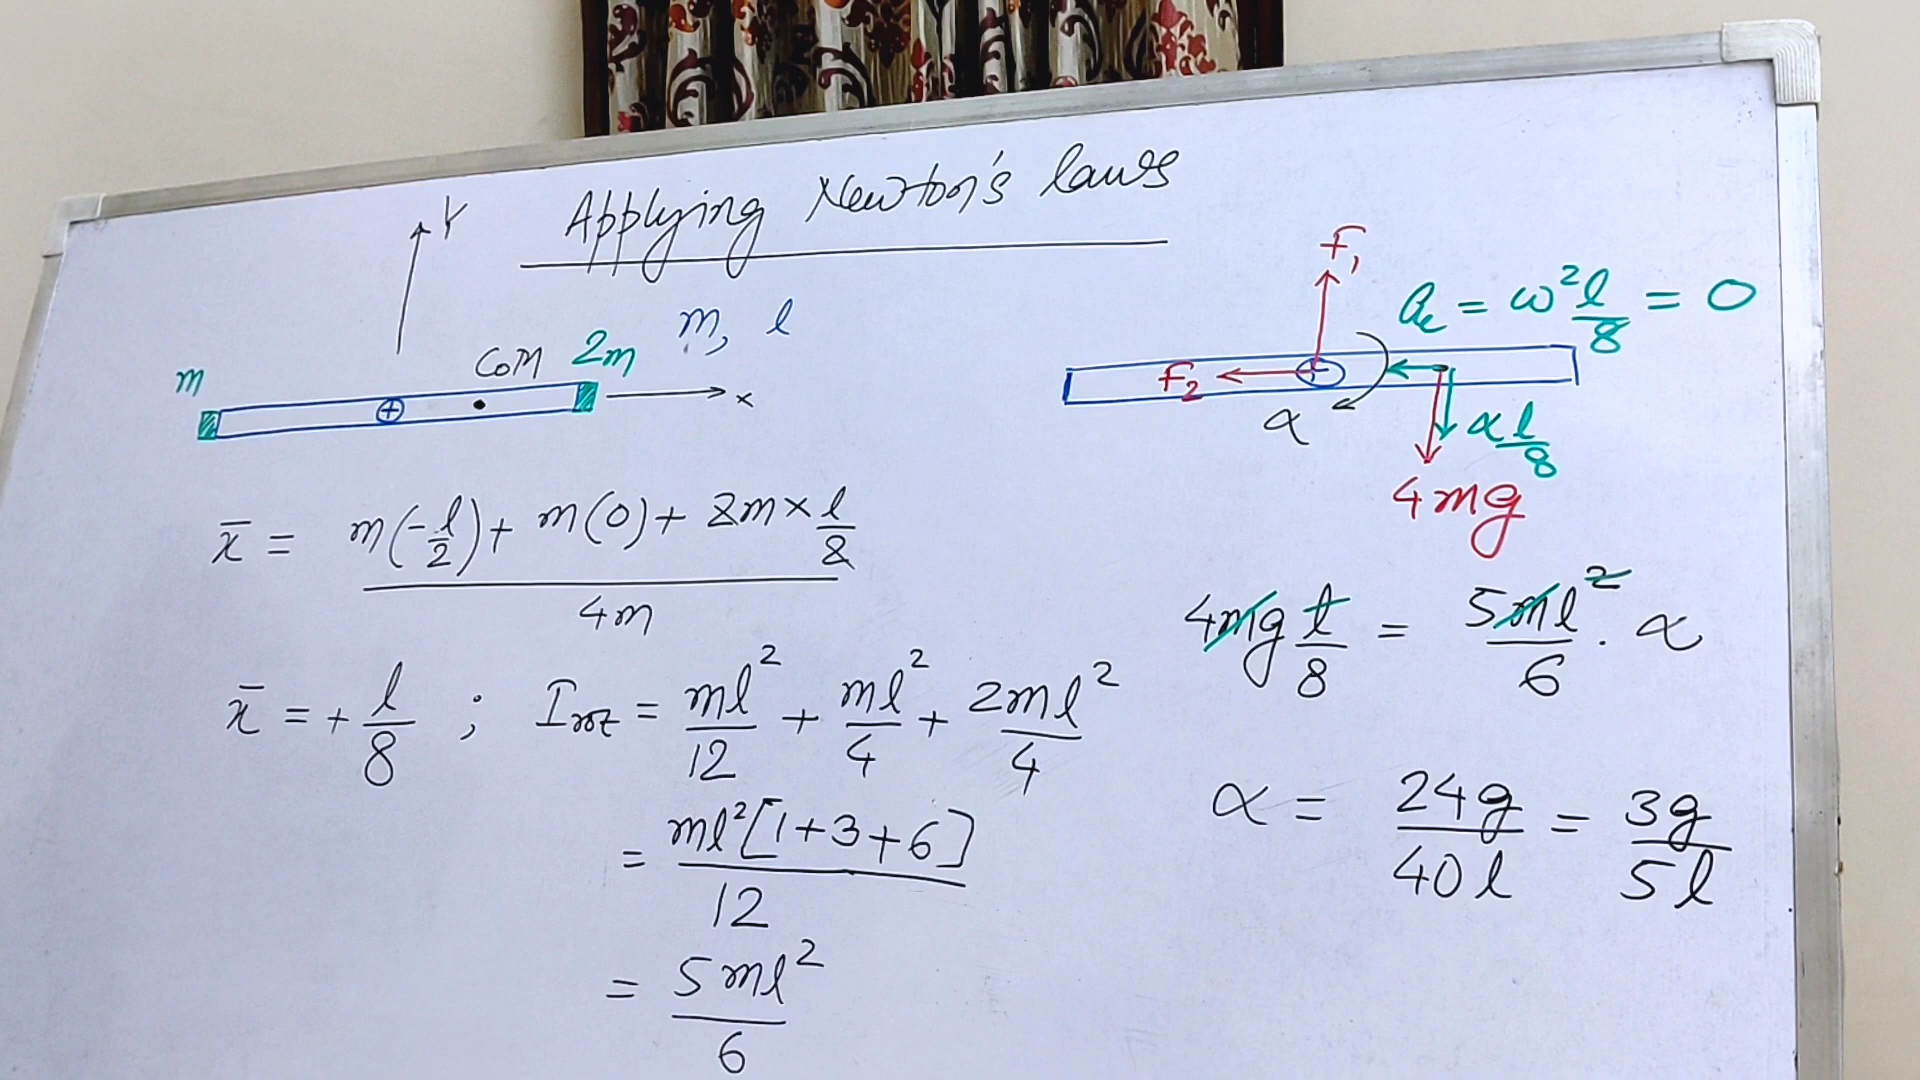 Applying Newton's laws
Y
m, l
m
COM
2m
x
x̄ = (m(-l/2) + m(0) + 2m × l/2) / 4m
x̄ = + l/8 ; I_rot = ml²/12 + ml²/4 + 2ml²/4
= ml²[1+3+6] / 12
= 5ml² / 6
F₁
a_c = ω² l/8 = 0
F₂
α
α l/8
4mg
4mg l/8 = 5ml²/6 . α
α = 24g/40l = 3g/5l